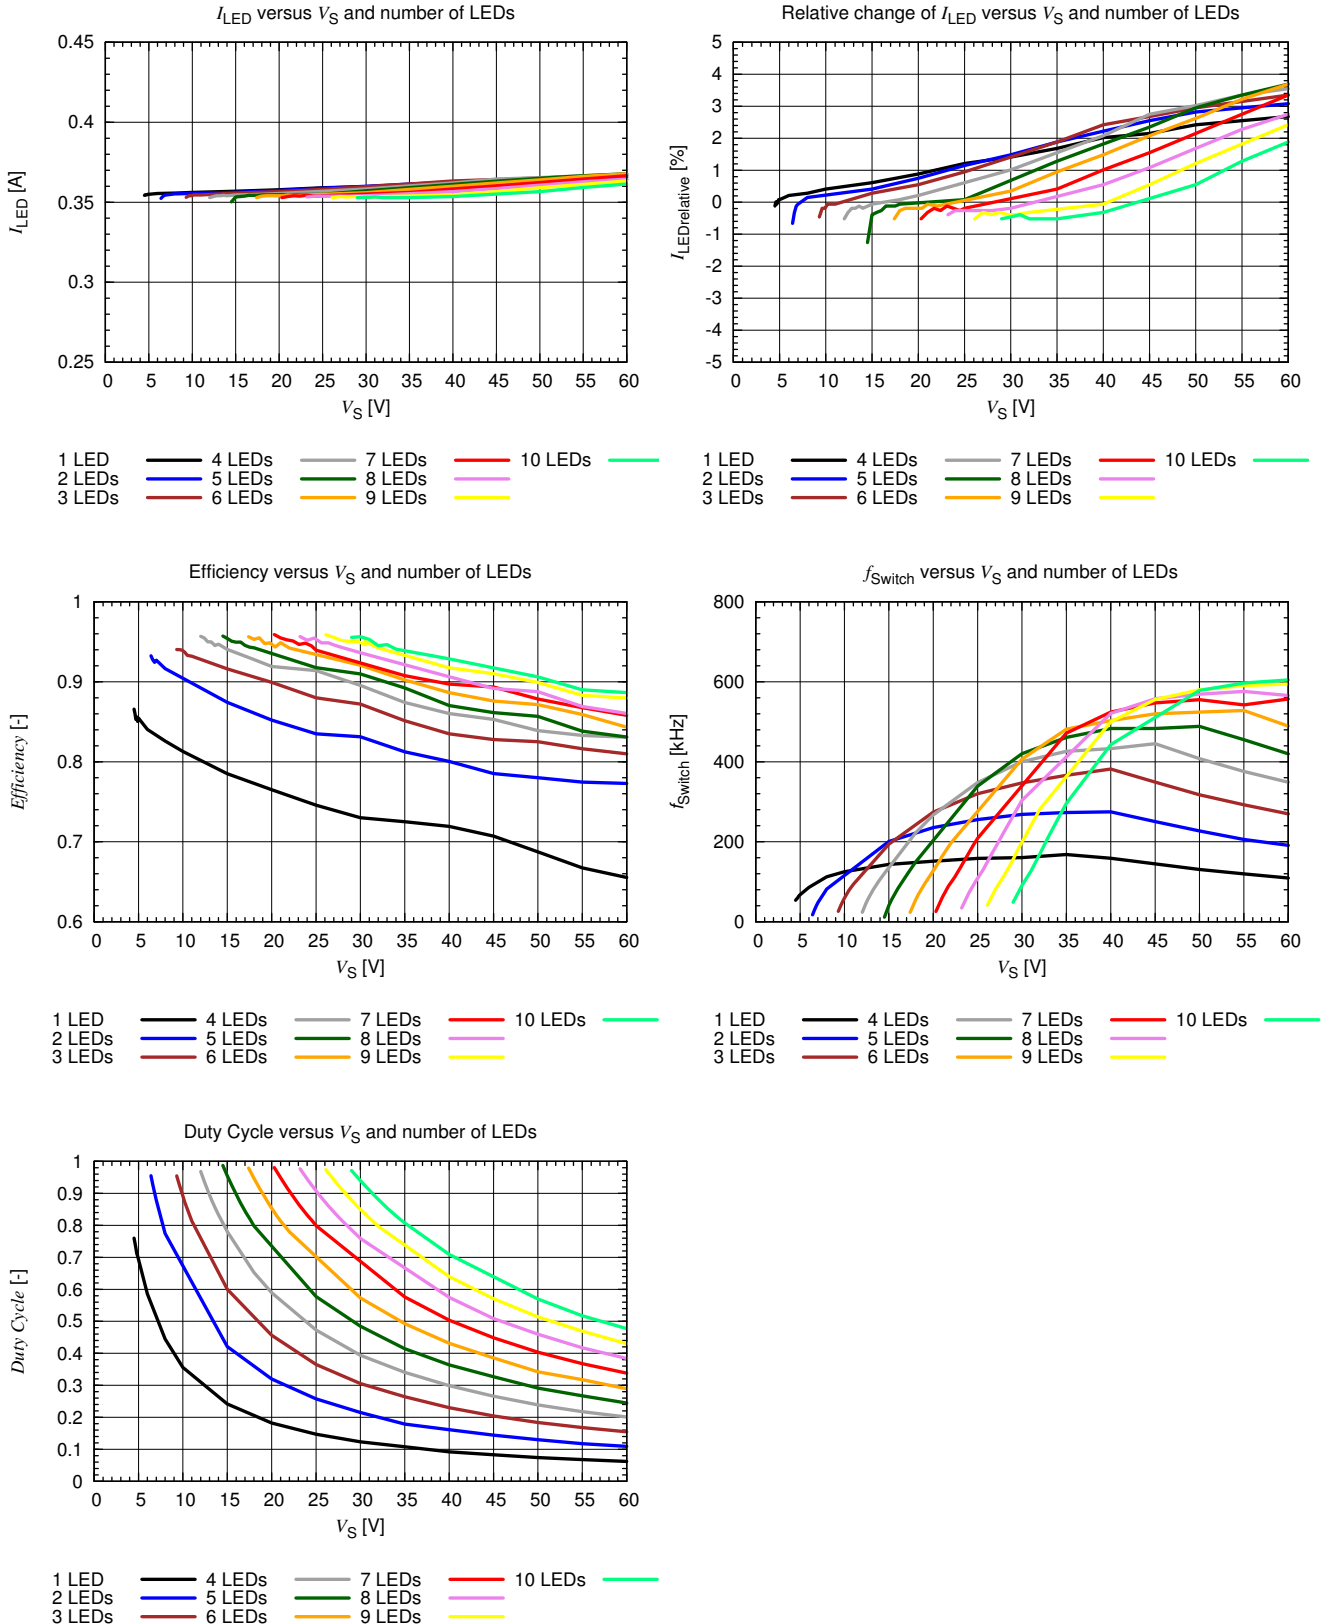 I_LED versus V_S and number of LEDs
0.45
0.4
0.35
0.3
0.25
I_LED [A]
0 5 10 15 20 25 30 35 40 45 50 55 60
V_S [V]
1 LED 4 LEDs 7 LEDs 10 LEDs
2 LEDs 5 LEDs 8 LEDs
3 LEDs 6 LEDs 9 LEDs
Relative change of I_LED versus V_S and number of LEDs
5
4
3
2
1
0
-1
-2
-3
-4
-5
I_LEDrelative [%]
0 5 10 15 20 25 30 35 40 45 50 55 60
V_S [V]
1 LED 4 LEDs 7 LEDs 10 LEDs
2 LEDs 5 LEDs 8 LEDs
3 LEDs 6 LEDs 9 LEDs
Efficiency versus V_S and number of LEDs
1
0.9
0.8
0.7
0.6
Efficiency [-]
0 5 10 15 20 25 30 35 40 45 50 55 60
V_S [V]
1 LED 4 LEDs 7 LEDs 10 LEDs
2 LEDs 5 LEDs 8 LEDs
3 LEDs 6 LEDs 9 LEDs
f_Switch versus V_S and number of LEDs
800
600
400
200
0
f_Switch [kHz]
0 5 10 15 20 25 30 35 40 45 50 55 60
V_S [V]
1 LED 4 LEDs 7 LEDs 10 LEDs
2 LEDs 5 LEDs 8 LEDs
3 LEDs 6 LEDs 9 LEDs
Duty Cycle versus V_S and number of LEDs
1
0.9
0.8
0.7
0.6
0.5
0.4
0.3
0.2
0.1
0
Duty Cycle [-]
0 5 10 15 20 25 30 35 40 45 50 55 60
V_S [V]
1 LED 4 LEDs 7 LEDs 10 LEDs
2 LEDs 5 LEDs 8 LEDs
3 LEDs 6 LEDs 9 LEDs